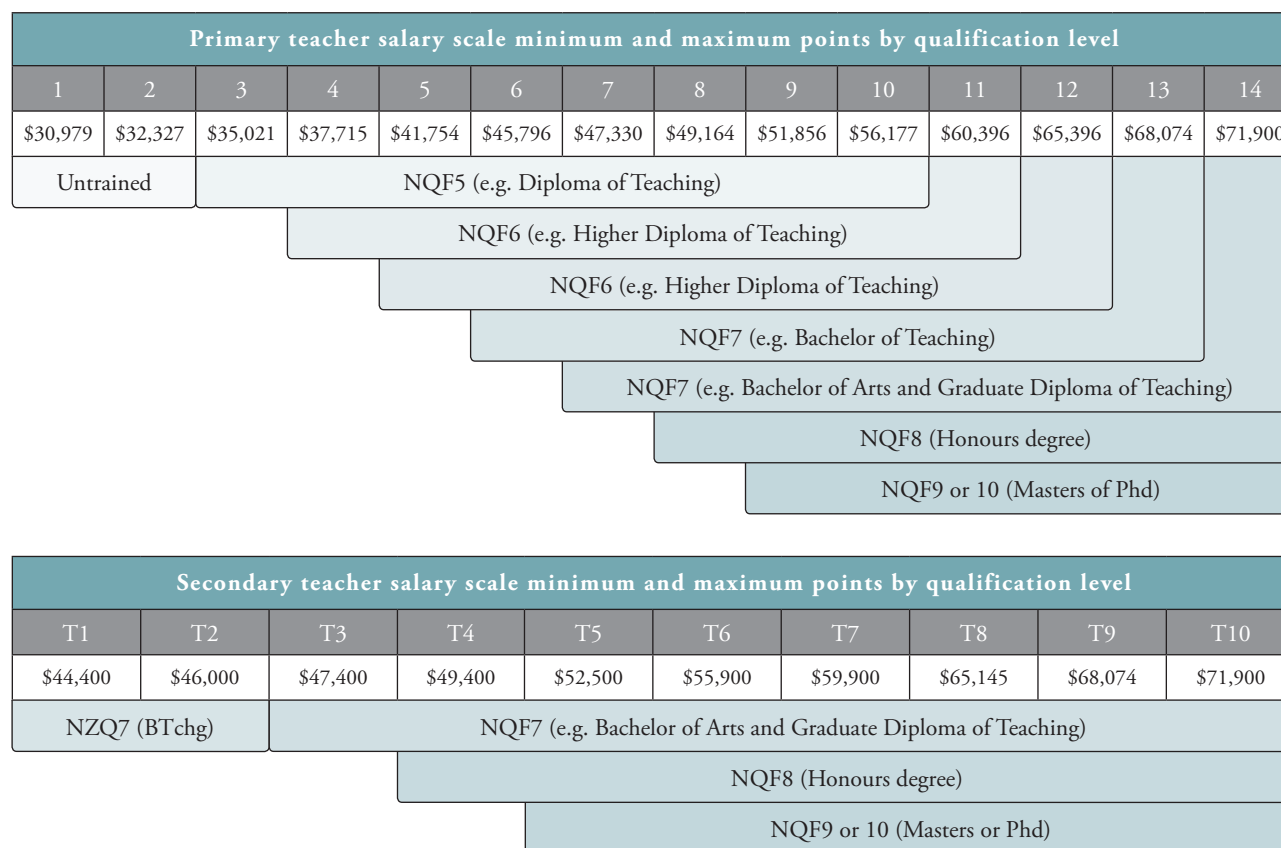 Primary teacher salary scale minimum and maximum points by qualification level
1 2 3 4 5 6 7 8 9 10 11 12 13 14
$30,979 $32,327 $35,021 $37,715 $41,754 $45,796 $47,330 $49,164 $51,856 $56,177 $60,396 $65,396 $68,074 $71,900
Untrained NQF5 (e.g. Diploma of Teaching)
NQF6 (e.g. Higher Diploma of Teaching)
NQF6 (e.g. Higher Diploma of Teaching)
NQF7 (e.g. Bachelor of Teaching)
NQF7 (e.g. Bachelor of Arts and Graduate Diploma of Teaching)
NQF8 (Honours degree)
NQF9 or 10 (Masters of Phd)
Secondary teacher salary scale minimum and maximum points by qualification level
T1 T2 T3 T4 T5 T6 T7 T8 T9 T10
$44,400 $46,000 $47,400 $49,400 $52,500 $55,900 $59,900 $65,145 $68,074 $71,900
NZQ7 (BTchg) NQF7 (e.g. Bachelor of Arts and Graduate Diploma of Teaching)
NQF8 (Honours degree)
NQF9 or 10 (Masters or Phd)